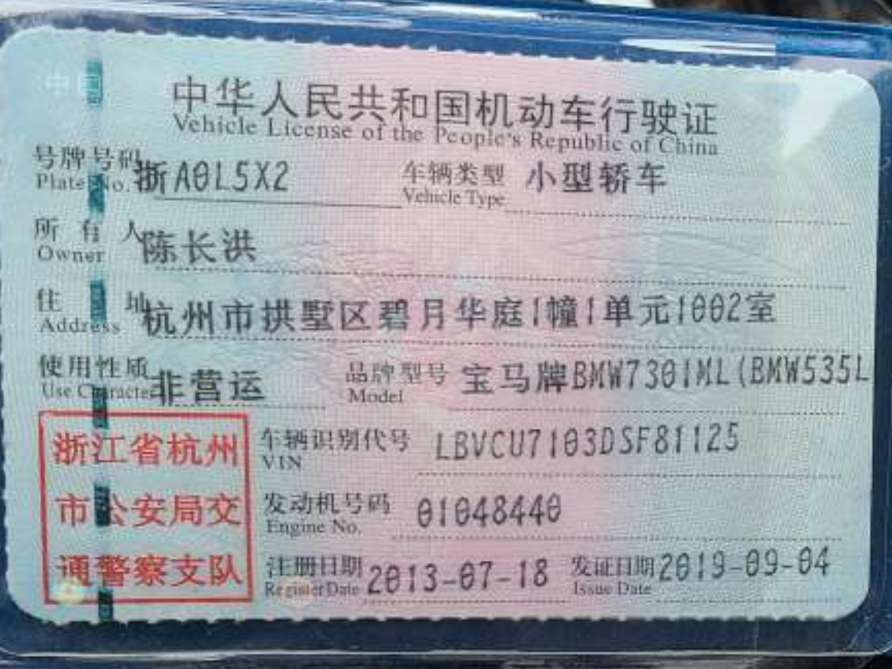 中华人民共和国机动车行驶证
Vehicle License of the People's Republic of China
号牌号码 浙A0L5X2 车辆类型 小型轿车
Plate No. Vehicle Type
所有人 陈长洪
Owner
住址 杭州市拱墅区碧月华庭1幢1单元1002室
Address
使用性质 非营运 品牌型号 宝马牌BMW7301ML(BMW535L
Use Character Model
浙江省杭州 车辆识别代号 LBVCU7103DSF81125
VIN
市公安局交 发动机号码 01048440
Engine No.
通警察支队 注册日期 2013-07-18 发证日期 2019-09-04
Register Date Issue Date